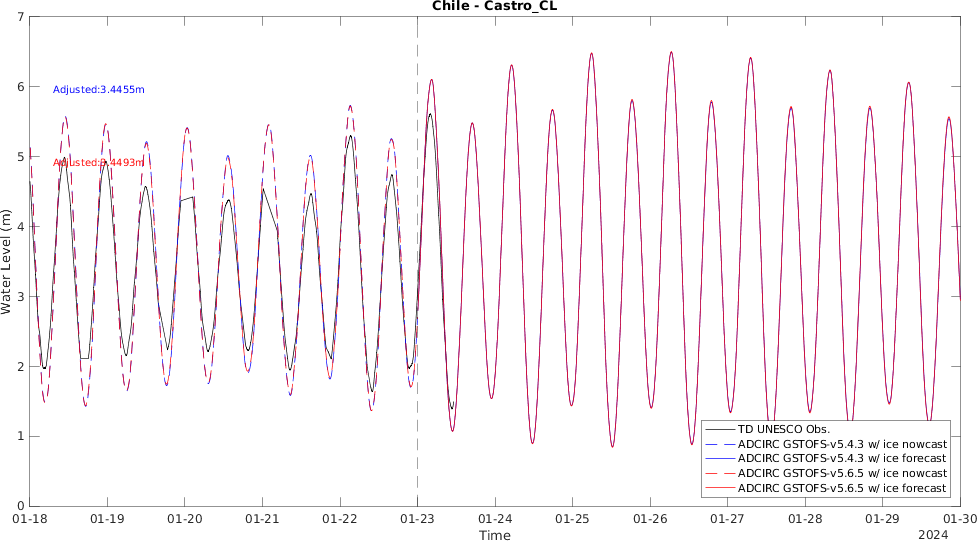 Chile - Castro_CL
7
6
5
4
3
2
1
0
Water Level (m)
Adjusted:3.4455m
Adjusted:3.4493m
TD UNESCO Obs.
ADCIRC GSTOFS-v5.4.3 w/ ice nowcast
ADCIRC GSTOFS-v5.4.3 w/ ice forecast
ADCIRC GSTOFS-v5.6.5 w/ ice nowcast
ADCIRC GSTOFS-v5.6.5 w/ ice forecast
01-18 01-19 01-20 01-21 01-22 01-23 01-24 01-25 01-26 01-27 01-28 01-29 01-30
Time
2024